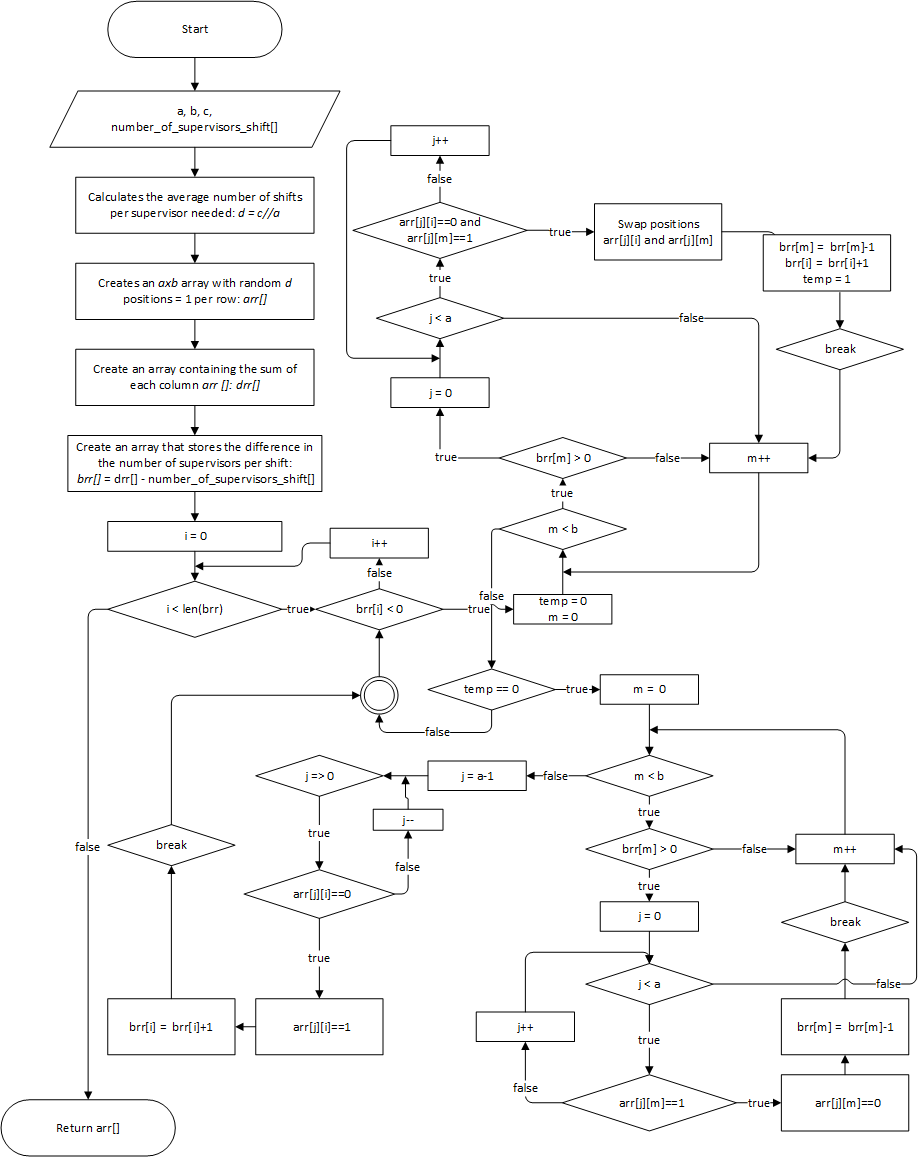 Start
a, b, c,
number_of_supervisors_shift[]
Calculates the average number of shifts
per supervisor needed: d = c//a
Creates an axb array with random d
positions = 1 per row: arr[]
Create an array containing the sum of
each column arr []: drr[]
Create an array that stores the difference in
the number of supervisors per shift:
brr[] = drr[] - number_of_supervisors_shift[]
i = 0
i < len(brr)
true
false
brr[i] < 0
false
i++
true
temp = 0
m = 0
m < b
true
false
brr[m] > 0
true
false
m++
j = 0
j < a
true
false
arr[j][i]==0 and
arr[j][m]==1
false
j++
true
Swap positions
arr[j][i] and arr[j][m]
brr[m] = brr[m]-1
brr[i] = brr[i]+1
temp = 1
break
temp == 0
true
false
m = 0
m < b
false
true
brr[m] > 0
false
true
m++
j = 0
j < a
false
true
j++
false
arr[j][m]==1
true
arr[j][m]==0
brr[m] = brr[m]-1
break
j = a-1
j => 0
true
j--
false
arr[j][i]==0
true
arr[j][i]==1
brr[i] = brr[i]+1
break
Return arr[]